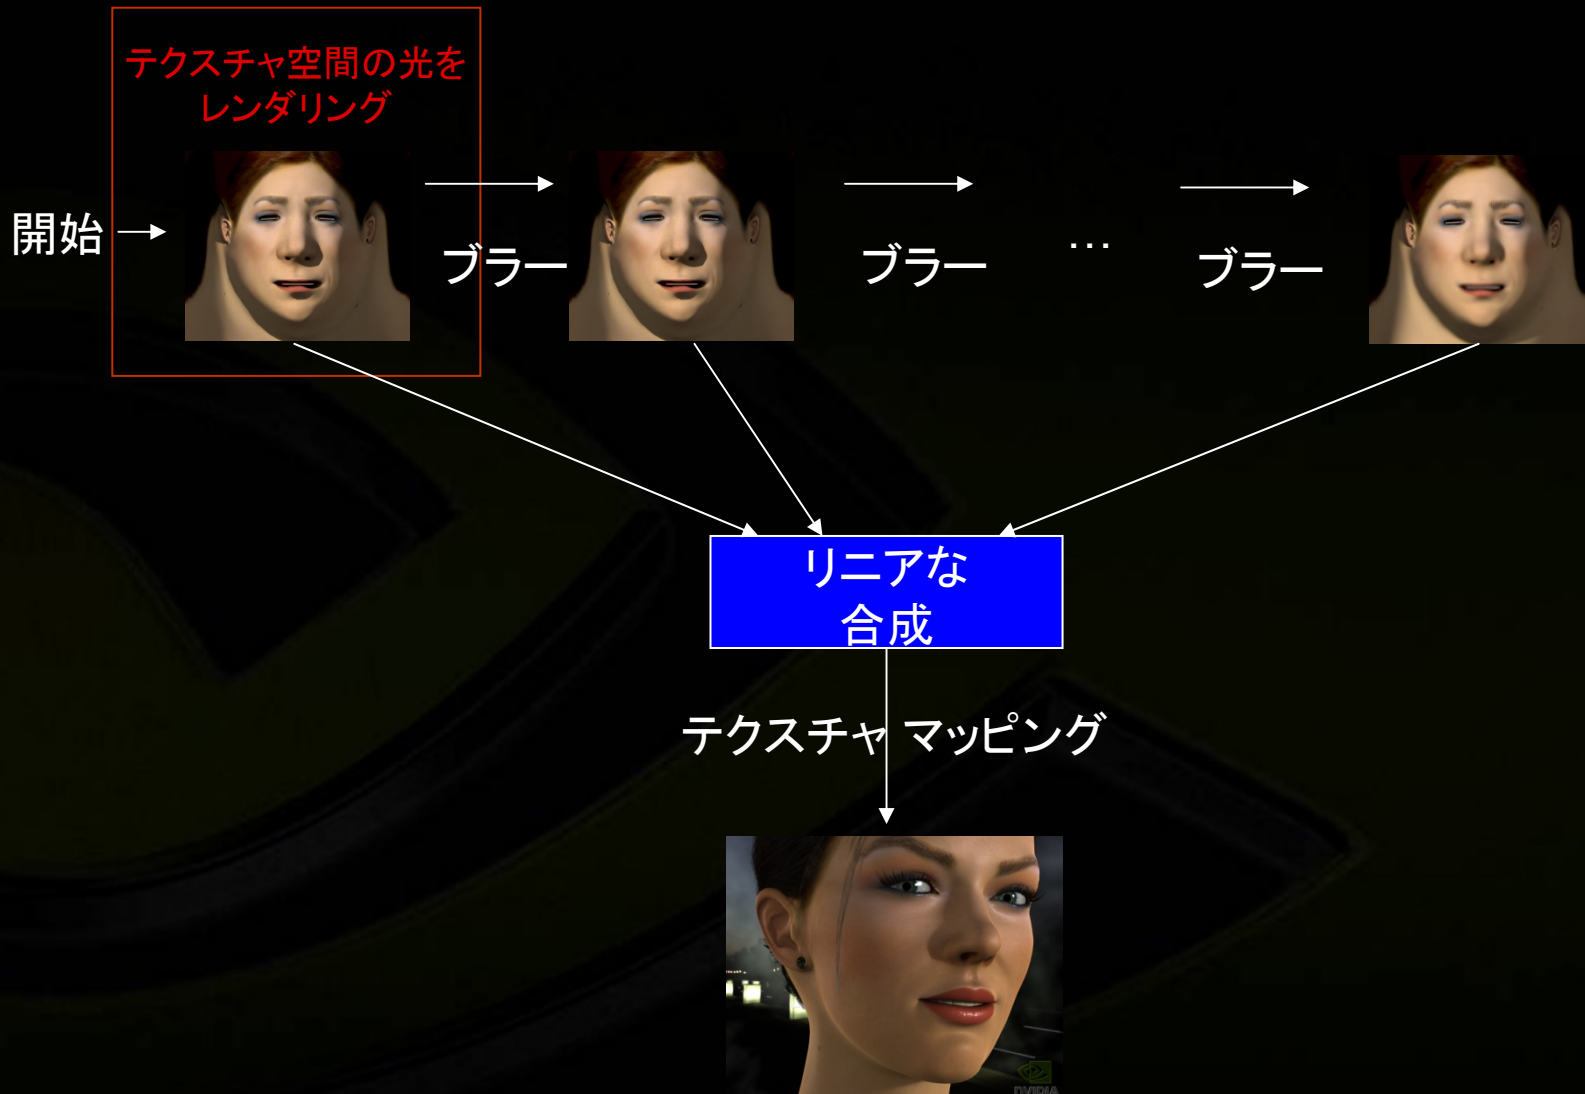 テクスチャ空間の光を
レンダリング
開始
ブラー
ブラー
...
ブラー
リニアな
合成
テクスチャ マッピング
NVIDIA